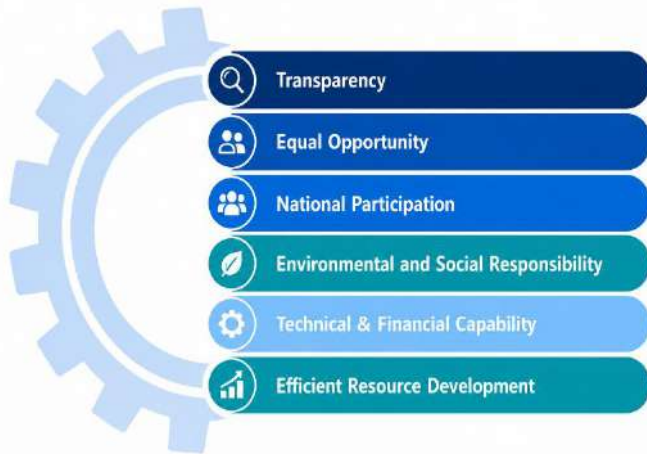 Transparency
Equal Opportunity
National Participation
Environmental and Social Responsibility
Technical & Financial Capability
Efficient Resource Development